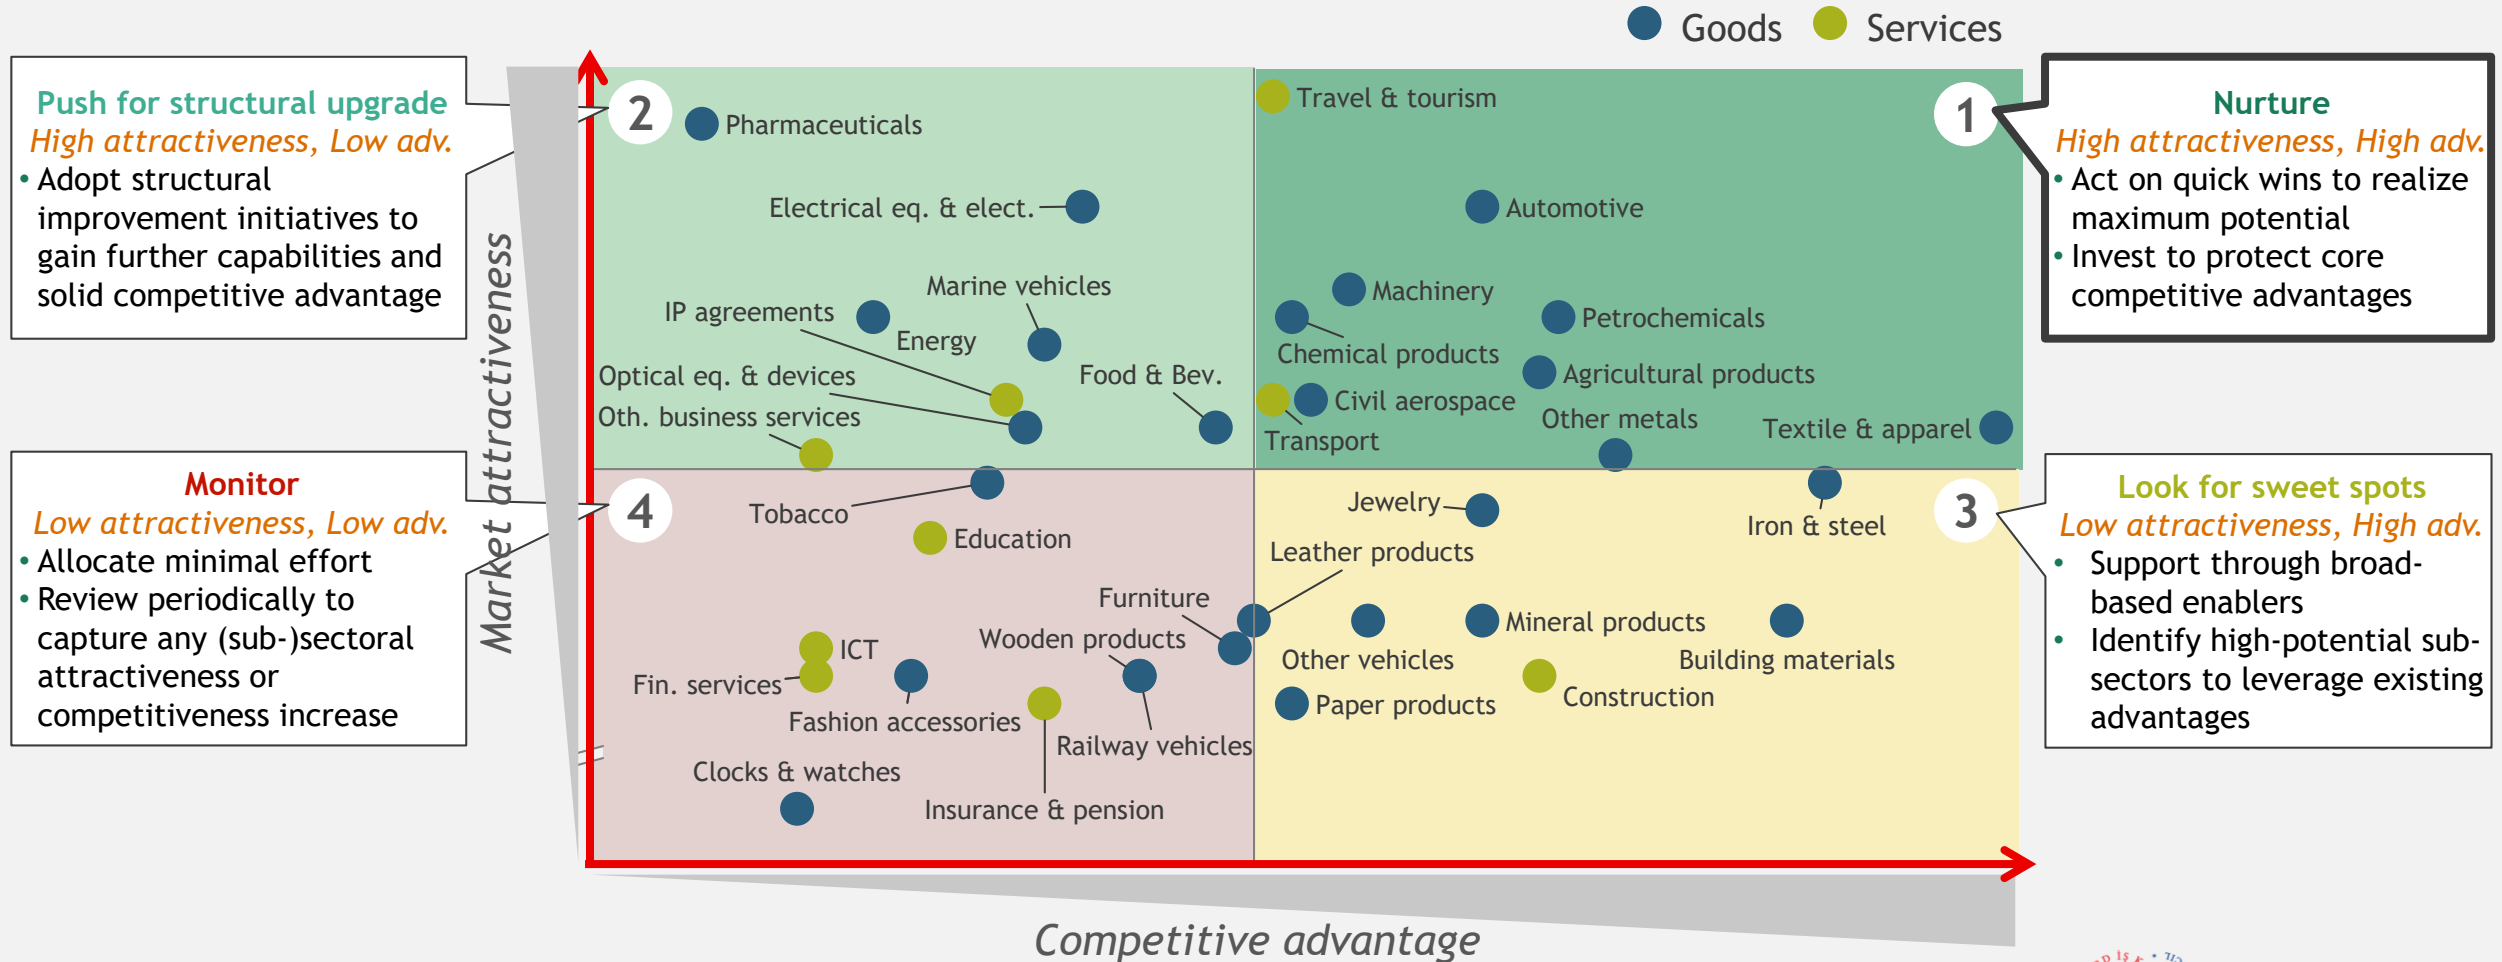 Goods
Services
Push for structural upgrade
High attractiveness, Low adv.
• Adopt structural
improvement initiatives to
gain further capabilities and
solid competitive advantage
Monitor
Low attractiveness, Low adv.
• Allocate minimal effort
• Review periodically to
capture any (sub-)sectoral
attractiveness or
competitiveness increase
Market attractiveness
2
Pharmaceuticals
Electrical eq. & elect.
Marine vehicles
IP agreements
Energy
Optical eq. & devices
Food & Bev.
Oth. business services
1
Travel & tourism
Automotive
Machinery
Petrochemicals
Chemical products
Agricultural products
Civil aerospace
Other metals
Textile & apparel
Transport
4
Tobacco
Education
Furniture
Wooden products
ICT
Fin. services
Fashion accessories
Railway vehicles
Clocks & watches
Insurance & pension
3
Jewelry
Iron & steel
Leather products
Mineral products
Other vehicles
Building materials
Construction
Paper products
Nurture
High attractiveness, High adv.
• Act on quick wins to realize
maximum potential
• Invest to protect core
competitive advantages
Look for sweet spots
Low attractiveness, High adv.
• Support through broad-
based enablers
• Identify high-potential sub-
sectors to leverage existing
advantages
Competitive advantage